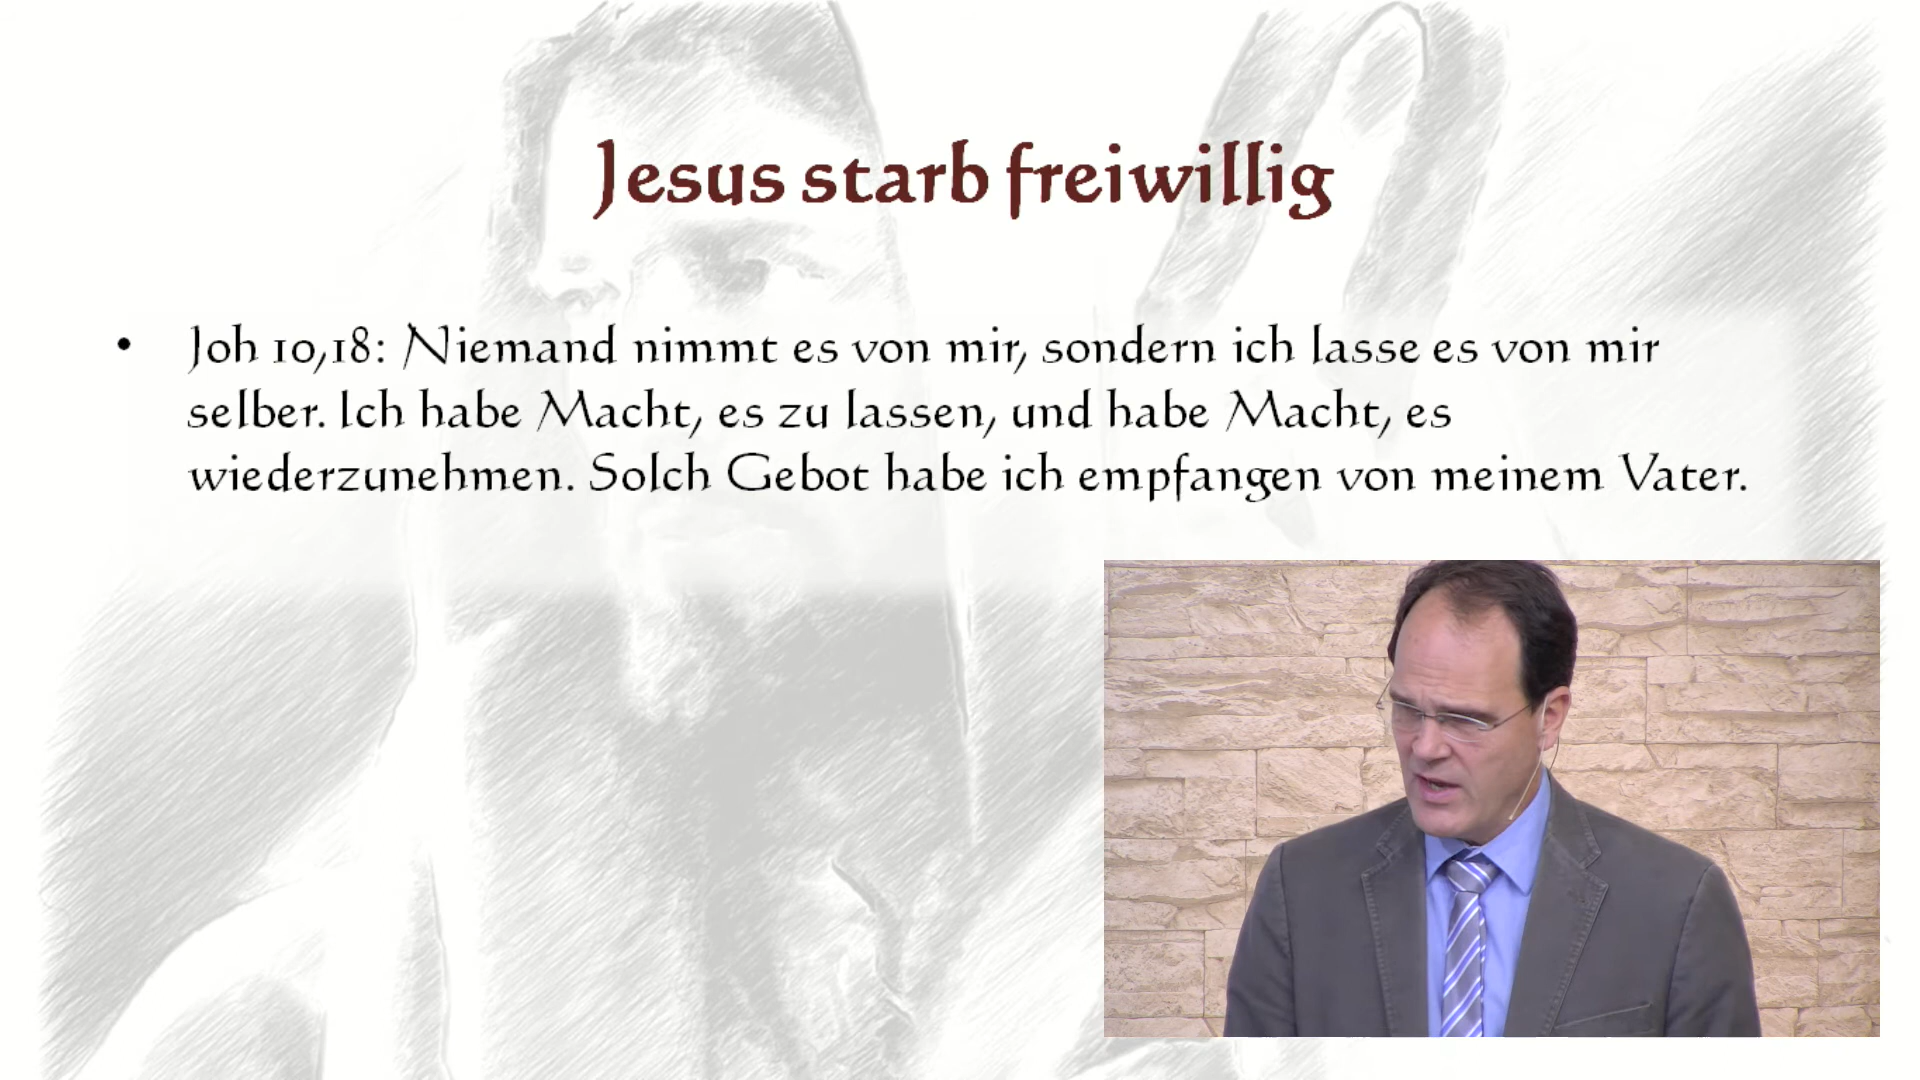 Jesus starb freiwillig
• Joh 10,18: Niemand nimmt es von mir, sondern ich lasse es von mir
selber. Ich habe Macht, es zu lassen, und habe Macht, es
wiederzunehmen. Solch Gebot habe ich empfangen von meinem Vater.